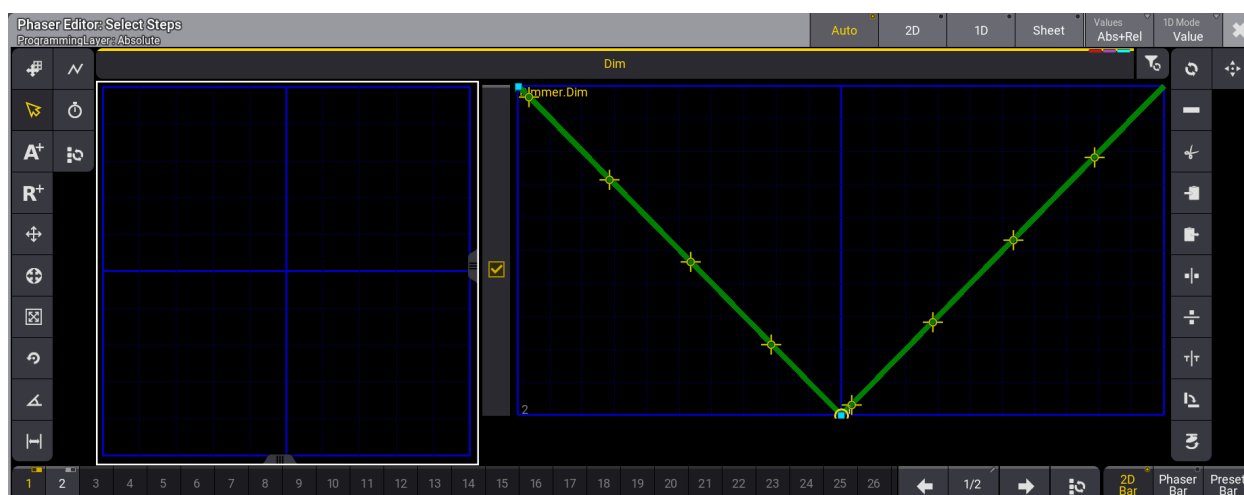 Phaser Editor: Select Steps
ProgrammingLayer: Absolute
Auto
2D
1D
Sheet
Values
Abs+Rel
1D Mode
Value
Dim
A+
R+
mmer.Dim
2
T|T
1
2
3
4
5
6
7
8
9
10
11
12
13
14
15
16
17
18
19
20
21
22
23
24
25
26
1/2
2D
Bar
Phaser
Bar
Preset
Bar